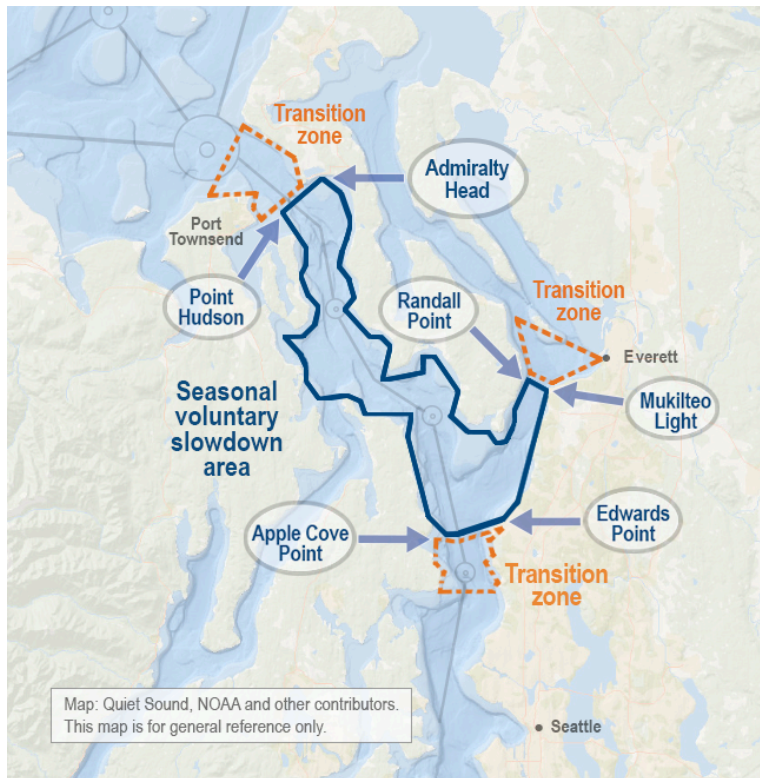 Transition
zone
Admiralty
Head
Port
Townsend
Point
Hudson
Randall
Point
Transition
zone
Everett
Mukilteo
Light
Seasonal
voluntary
slowdown
area
Apple Cove
Point
Edwards
Point
Transition
zone
Map: Quiet Sound, NOAA and other contributors.
This map is for general reference only.
Seattle